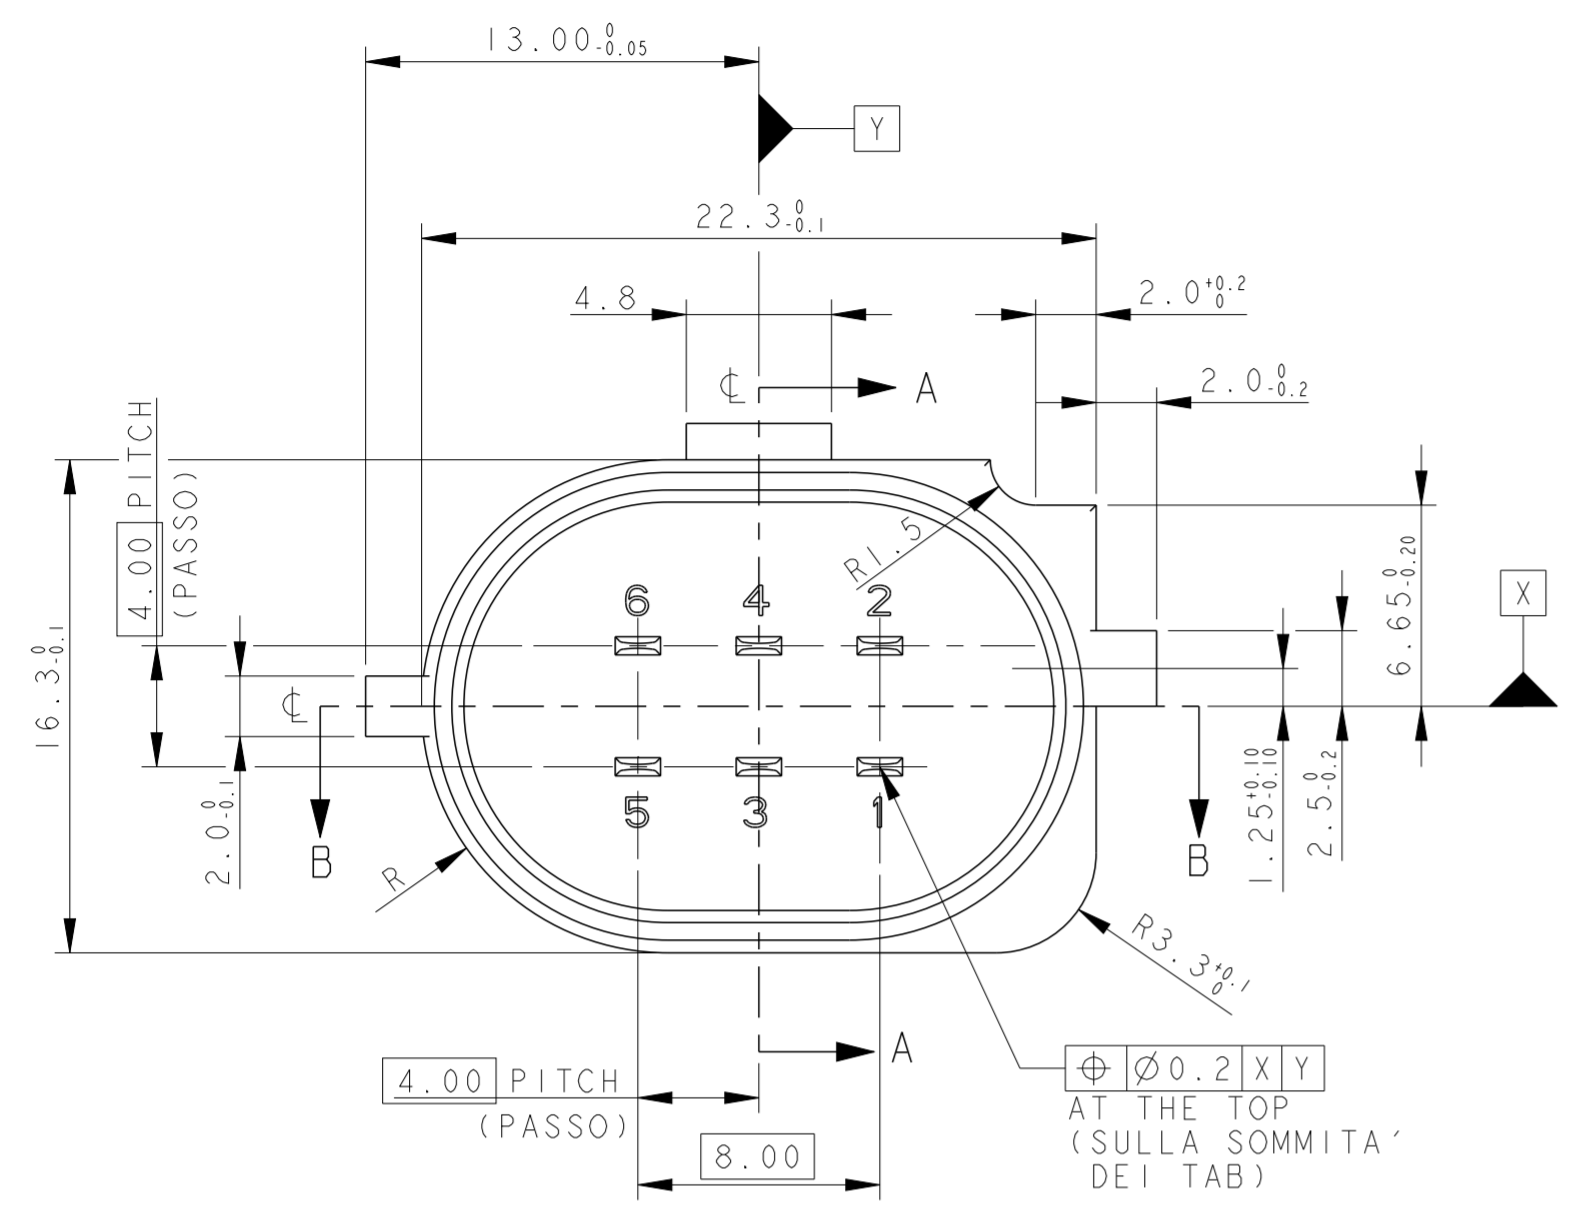 13.00 0 -0.05
Y
22.3 0 -0.1
4.8
2.0 +0.2 0
℄
A
2.0 0 -0.2
4.00 PITCH
(PASSO)
16.3 0 -0.1
R1.5
6.65 0 -0.20
X
6 4 2
℄
2.0 0 -0.1
5 3 1
1.25 +0.10 -0.10
2.5 0 -0.2
B
B
R
R3.3 +0.1 0
A
4.00 PITCH
(PASSO)
8.00
⌖ Ø0.2 X Y
AT THE TOP
(SULLA SOMMITA'
DEI TAB)